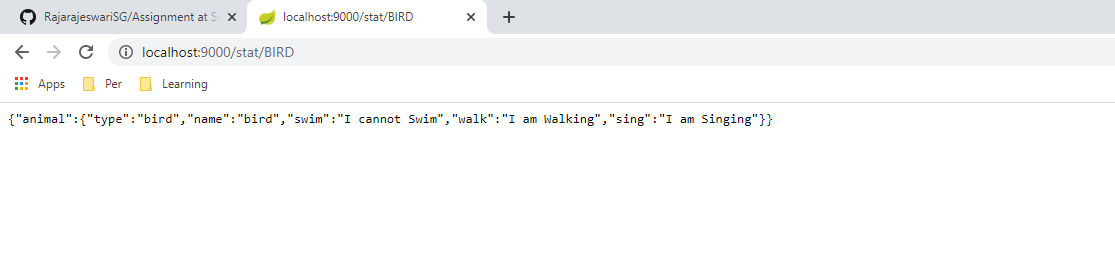 RajarajeswariSG/Assignment at
localhost:9000/stat/BIRD
localhost:9000/stat/BIRD
Apps Per Learning
{"animal":{"type":"bird","name":"bird","swim":"I cannot Swim","walk":"I am Walking","sing":"I am Singing"}}